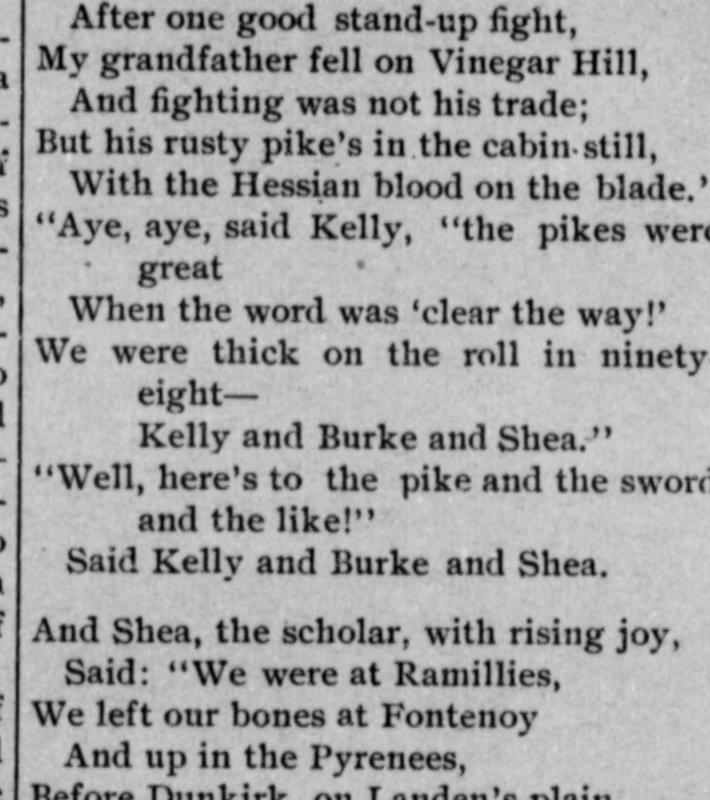 After one good stand-up fight,
My grandfather fell on Vinegar Hill,
And fighting was not his trade;
But his rusty pike's in the cabin still,
With the Hessian blood on the blade.'
"Aye, aye, said Kelly, "the pikes were
great
When the word was 'clear the way!'
We were thick on the roll in ninety
eight—
Kelly and Burke and Shea."
"Well, here's to the pike and the sword
and the like!"
Said Kelly and Burke and Shea.
And Shea, the scholar, with rising joy,
Said: "We were at Ramillies,
We left our bones at Fontenoy
And up in the Pyrenees,
Before Dunkirk, on Landen's plain